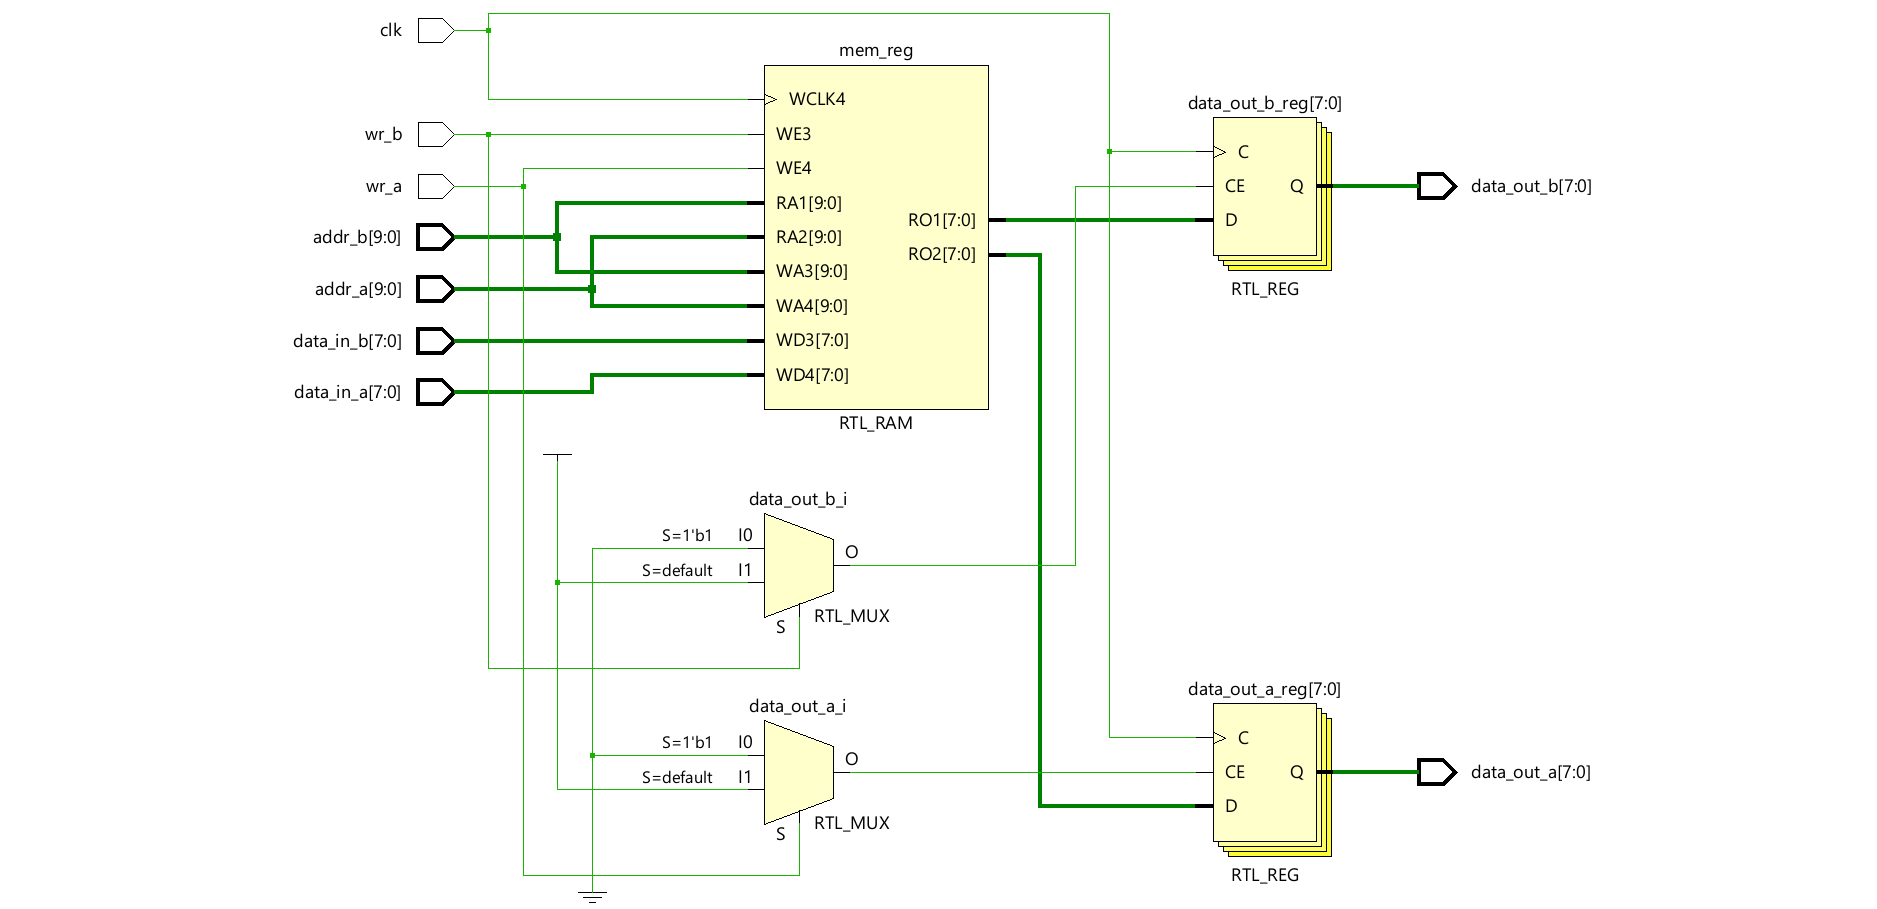 clk
wr_b
wr_a
addr_b[9:0]
addr_a[9:0]
data_in_b[7:0]
data_in_a[7:0]
mem_reg
WCLK4
WE3
WE4
RA1[9:0]
RA2[9:0]
WA3[9:0]
WA4[9:0]
WD3[7:0]
WD4[7:0]
RO1[7:0]
RO2[7:0]
RTL_RAM
data_out_b_reg[7:0]
C
CE
D
Q
RTL_REG
data_out_b[7:0]
data_out_b_i
S=1'b1 I0
S=default I1
O
S
RTL_MUX
data_out_a_i
S=1'b1 I0
S=default I1
O
S
RTL_MUX
data_out_a_reg[7:0]
C
CE
D
Q
RTL_REG
data_out_a[7:0]